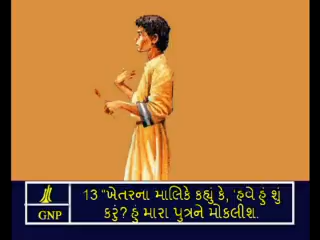 13 "ખેતરના માલિકે કહ્યું કે, 'હવે હું શું
કરું? હું મારા પુત્રને મોકલીશ.
GNP